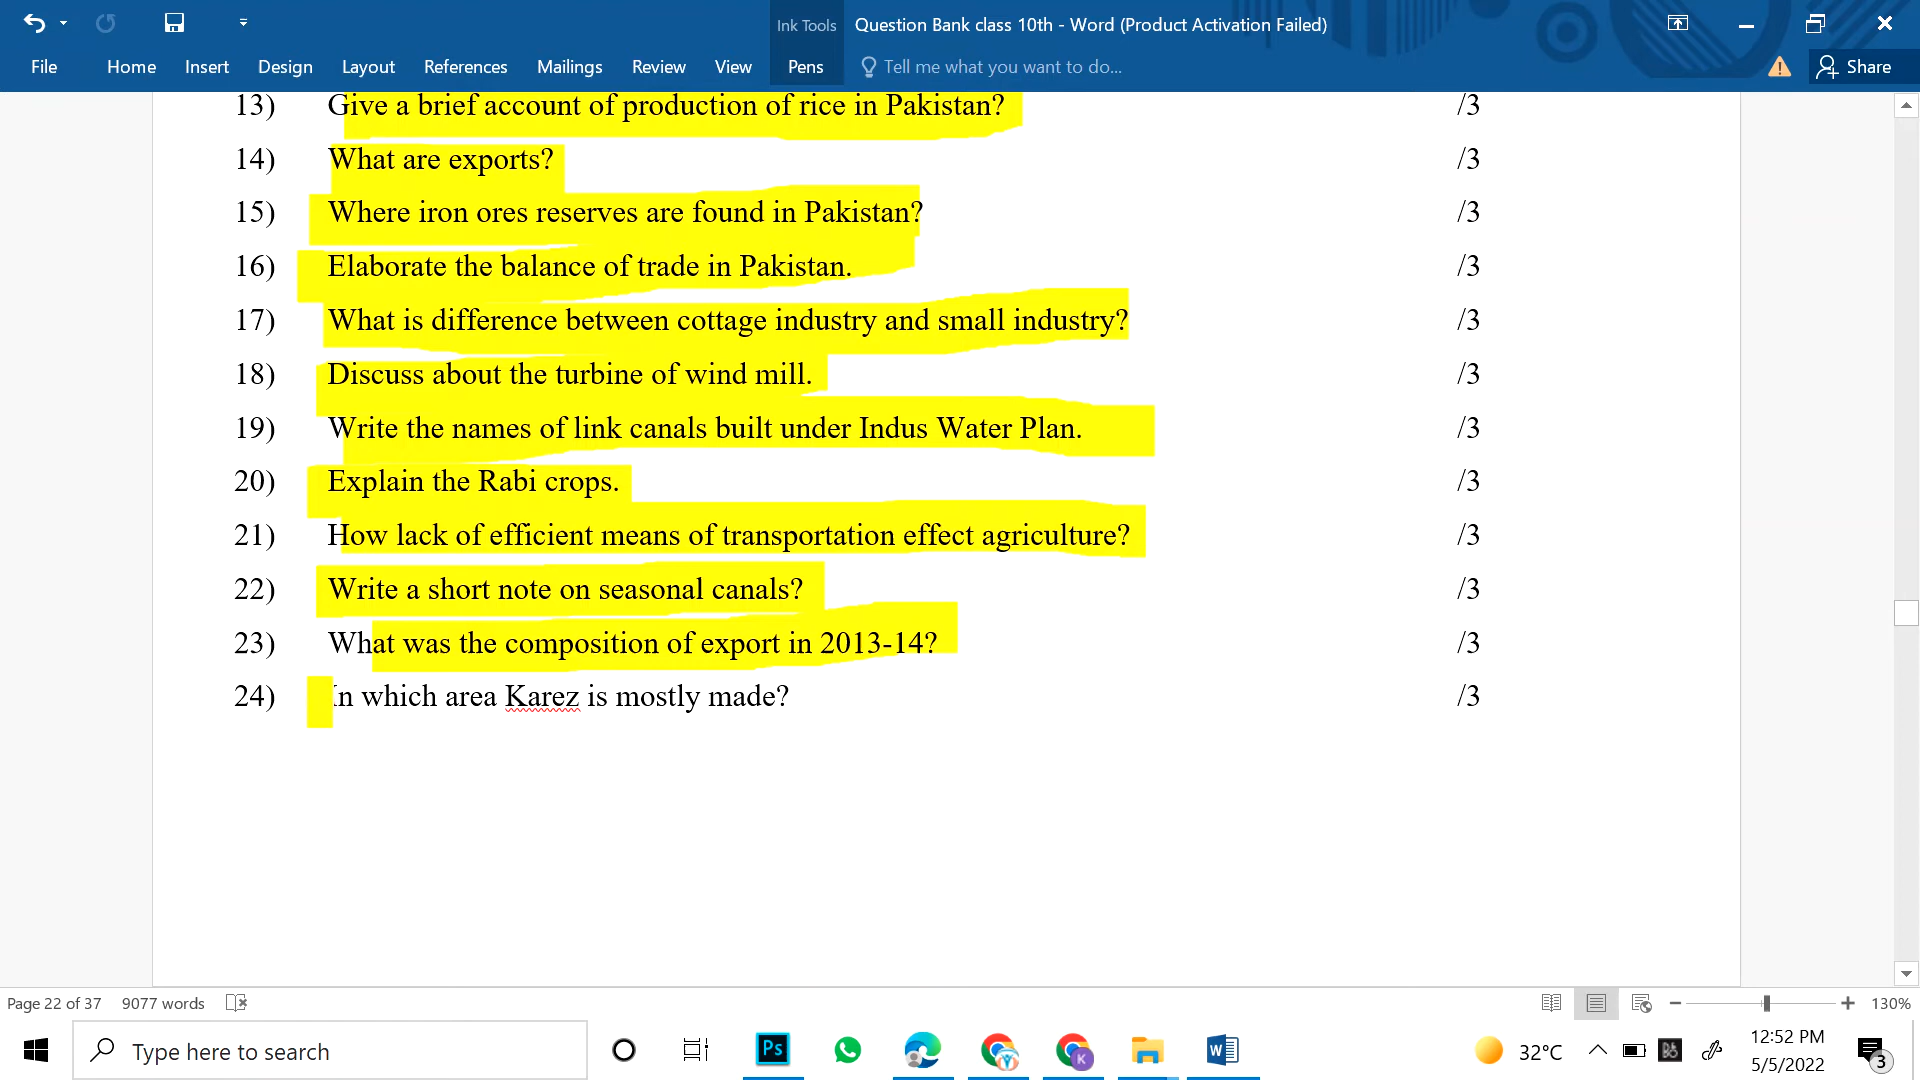 Ink Tools Question Bank class 10th - Word (Product Activation Failed)
File Home Insert Design Layout References Mailings Review View Pens Tell me what you want to do... Share
13) Give a brief account of production of rice in Pakistan? /3
14) What are exports? /3
15) Where iron ores reserves are found in Pakistan? /3
16) Elaborate the balance of trade in Pakistan. /3
17) What is difference between cottage industry and small industry? /3
18) Discuss about the turbine of wind mill. /3
19) Write the names of link canals built under Indus Water Plan. /3
20) Explain the Rabi crops. /3
21) How lack of efficient means of transportation effect agriculture? /3
22) Write a short note on seasonal canals? /3
23) What was the composition of export in 2013-14? /3
24) In which area Karez is mostly made? /3
Page 22 of 37 9077 words 130%
Type here to search Ps Y K W 32°C 12:52 PM
5/5/2022 3